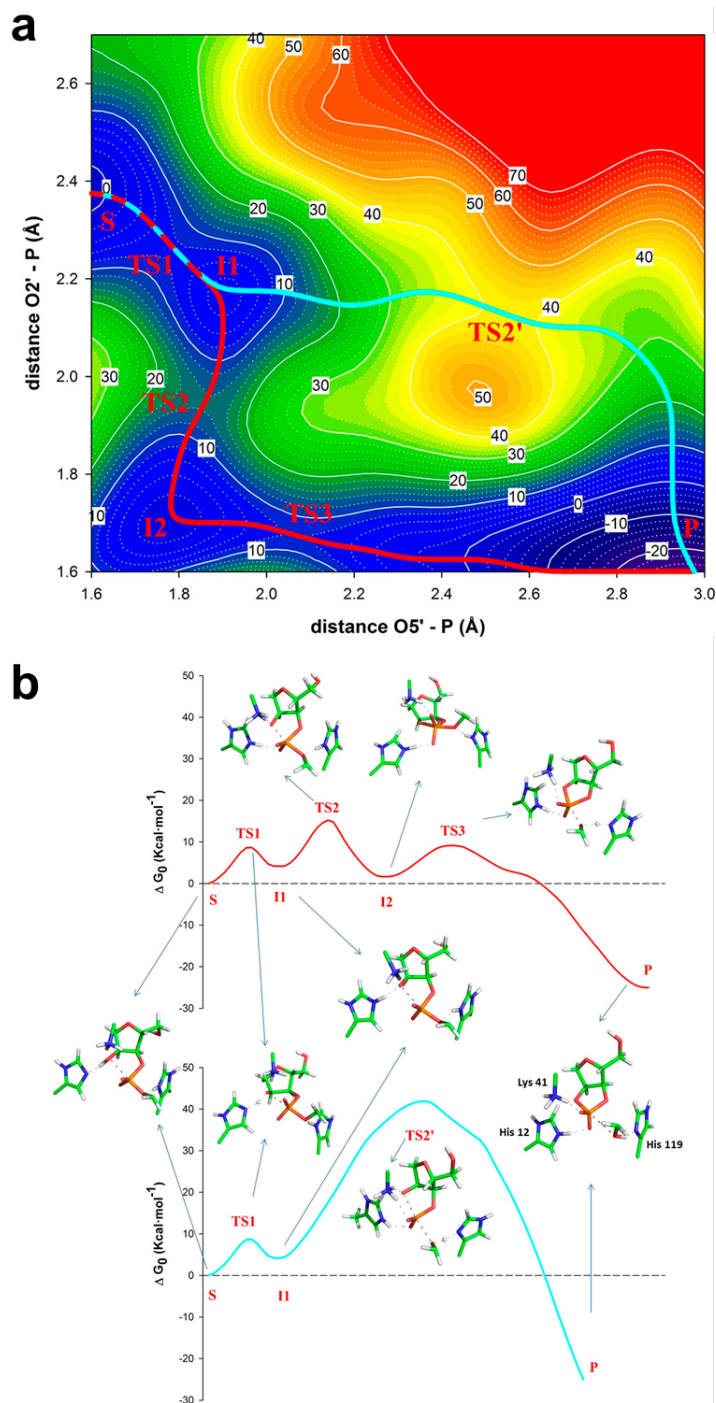 a
40
50
60
40
2.6
70
0
20
30
40
50
60
2.4
S
TS1
I1
10
40
2.2
40
TS2'
distance O2' - P (Å)
30
20
30
50
2.0
TS2
40
30
10
20
1.8
10
0
10
I2
TS3
-10
P
10
-20
1.6
1.6
1.8
2.0
2.2
2.4
2.6
2.8
3.0
distance O5' - P (Å)
b
50
40
30
20
TS2
TS1
TS3
10
0
S
I1
I2
-10
P
-20
-30
Δ G0 (Kcal·mol-1)
50
Lys 41
40
His 12
His 119
TS2'
30
20
10
TS1
0
S
I1
-10
-20
P
-30
Δ G0 (Kcal·mol-1)